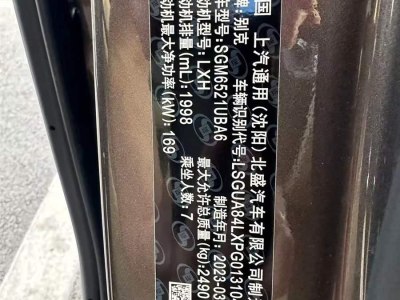 国 上汽通用(沈阳)北盛汽车有限公司制
牌:别克 车辆识别代号:LSGUA84LXPG01310
车型号:SGM6521UBA6 制造年月:2023-03
动机型号:LXH 最大允许总质量(kg):2490
动机排量(mL):1998 乘坐人数:7
动机最大净功率(kW):169